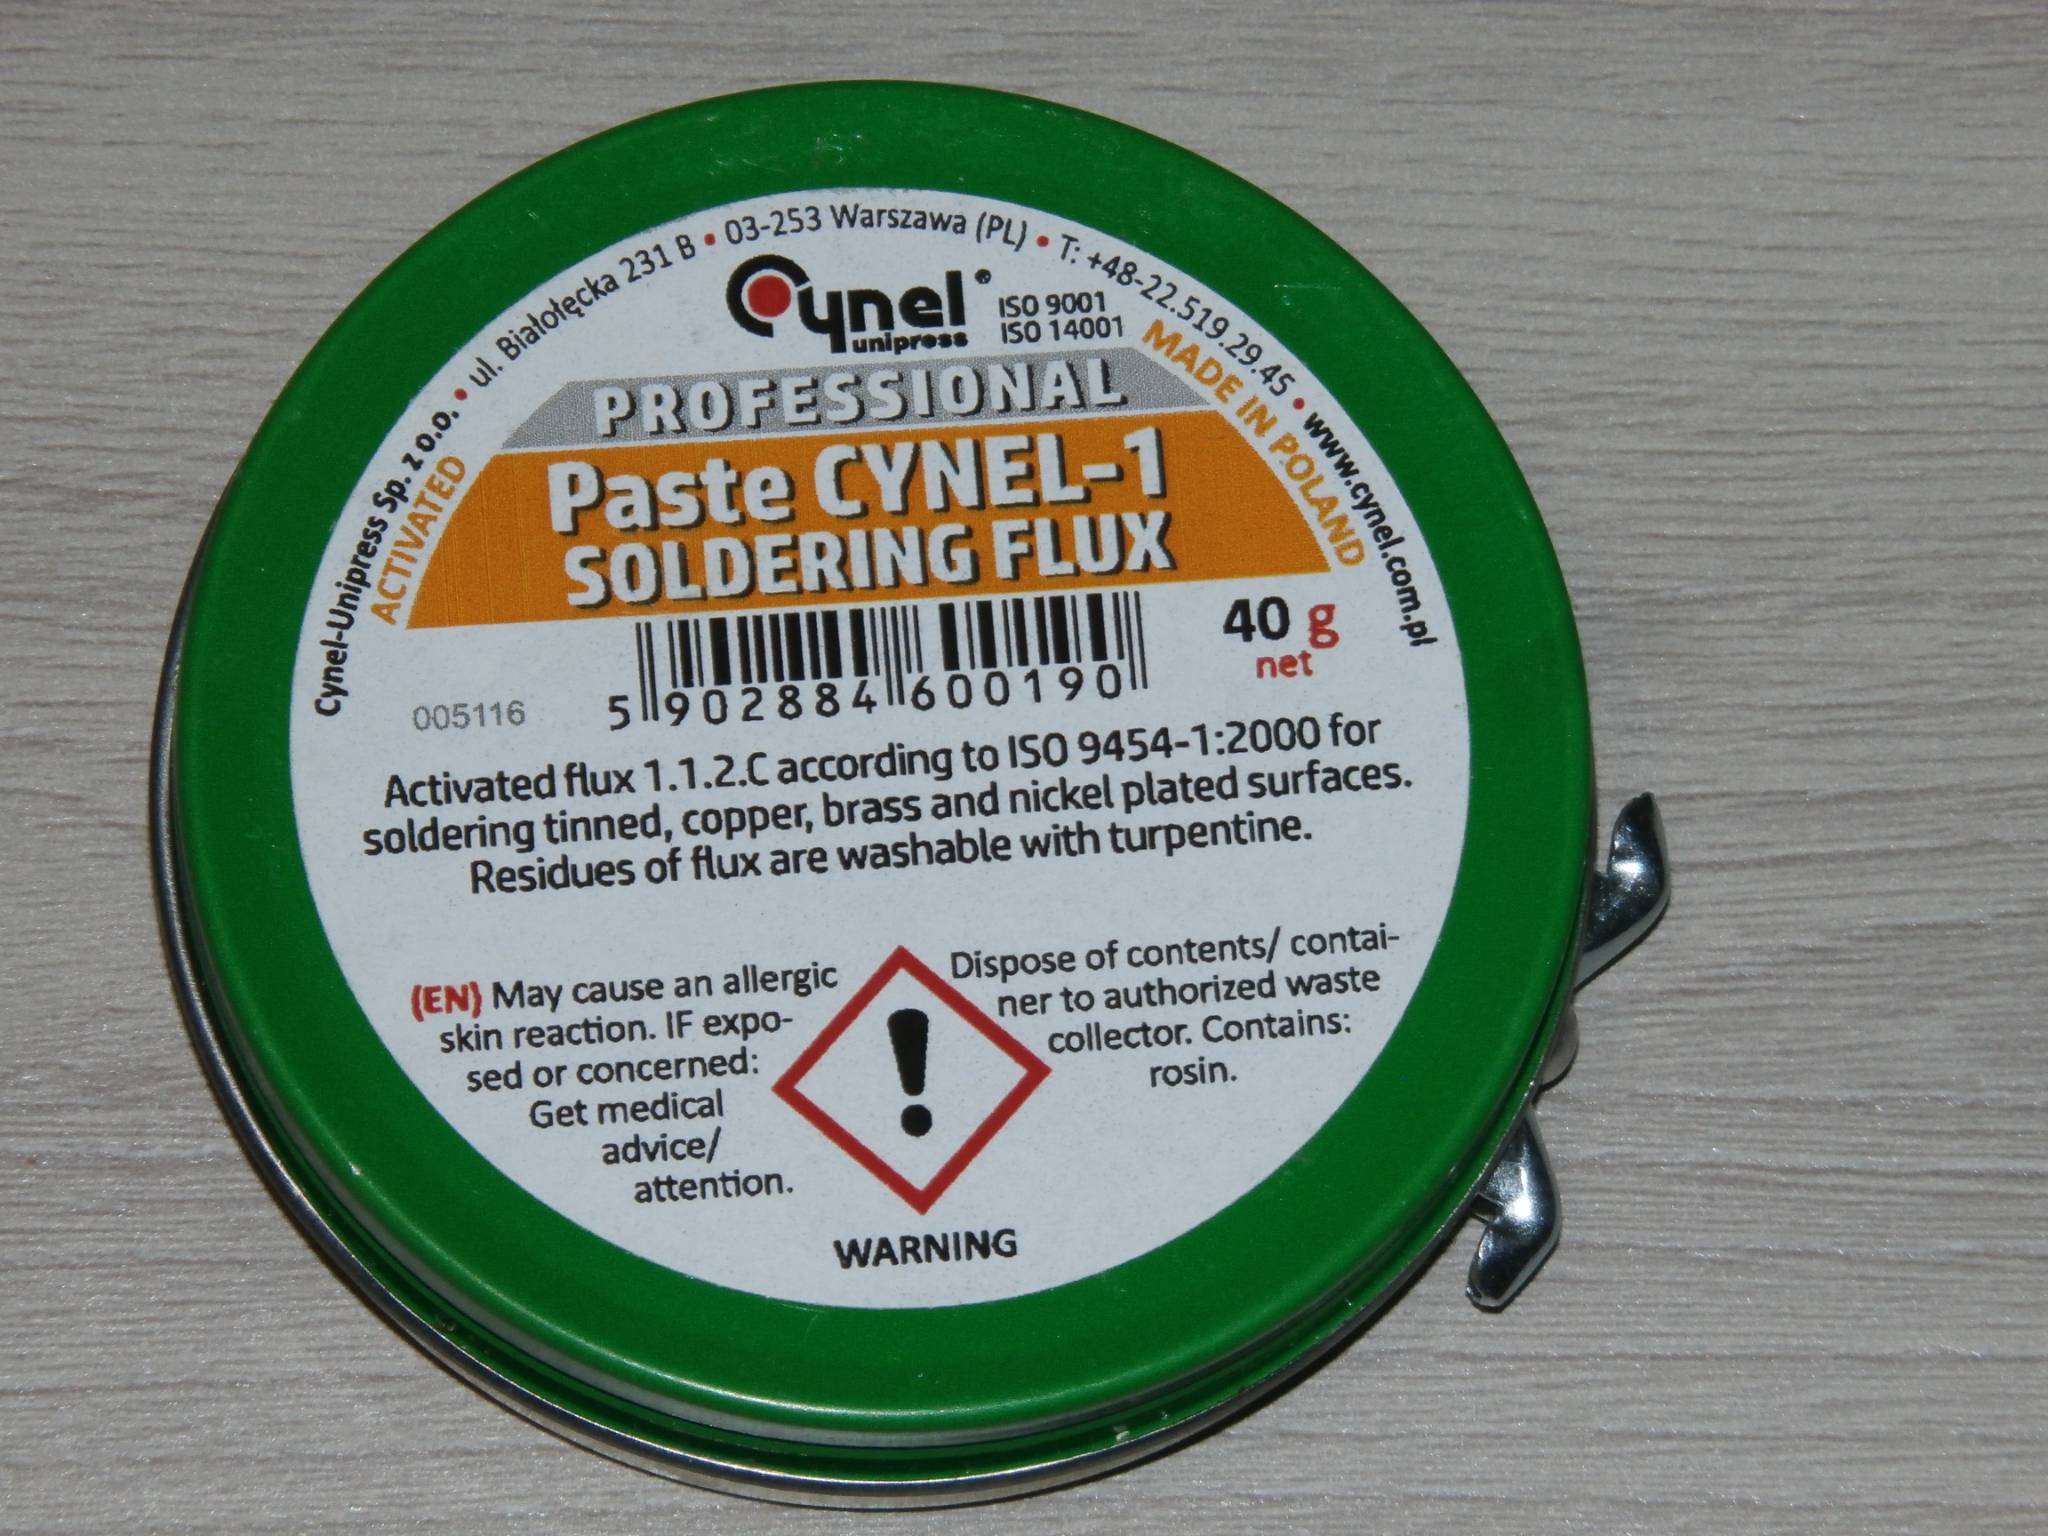 Cynel-Unipress Sp. z o.o. • ul. Białołęcka 231 B • 03-253 Warszawa (PL) • T: +48-22.519.29.45 • www.cynel.com.pl
Cynel®
unipress
ISO 9001
ISO 14001
ACTIVATED
MADE IN POLAND
PROFESSIONAL
Paste CYNEL-1
SOLDERING FLUX
40 g
net
005116
5 902884 600190
Activated flux 1.1.2.C according to ISO 9454-1:2000 for
soldering tinned, copper, brass and nickel plated surfaces.
Residues of flux are washable with turpentine.
(EN) May cause an allergic
skin reaction. IF expo-
sed or concerned:
Get medical
advice/
attention.
Dispose of contents/ contai-
ner to authorized waste
collector. Contains:
rosin.
WARNING